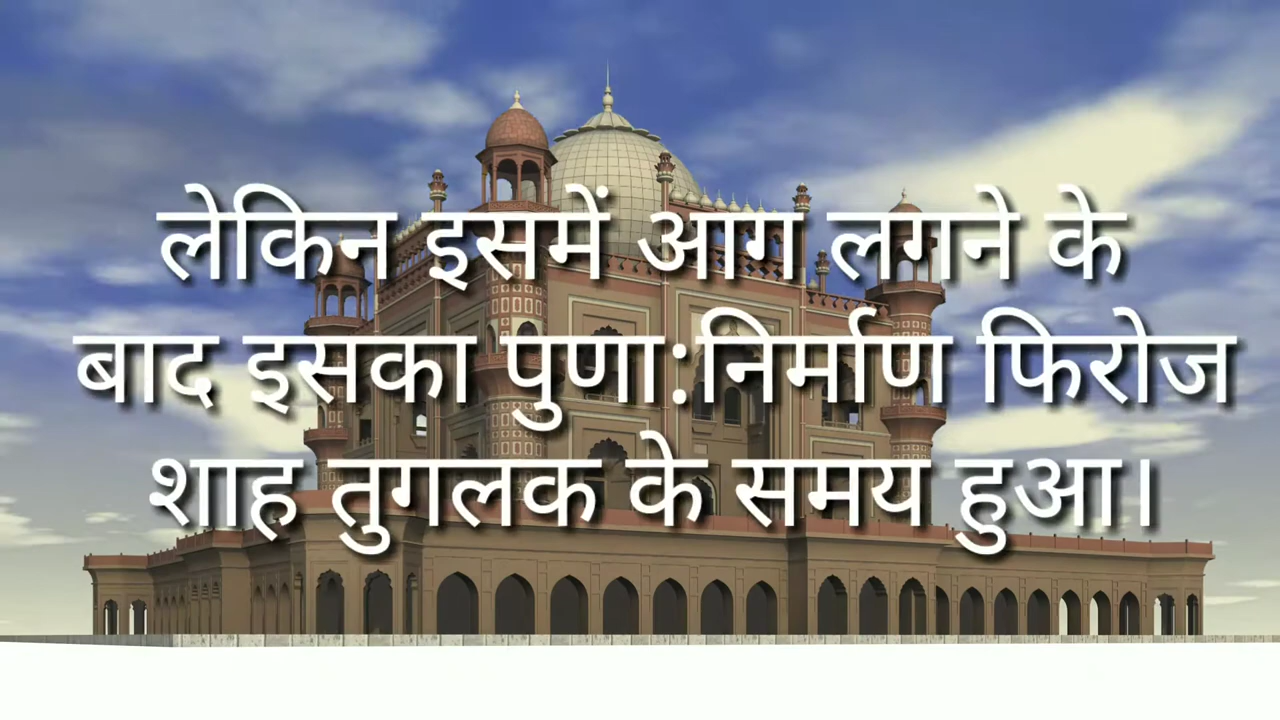 लेकिन इसमें आग लगने के
बाद इसका पुणा:निर्माण फिरोज
शाह तुगलक के समय हुआ।